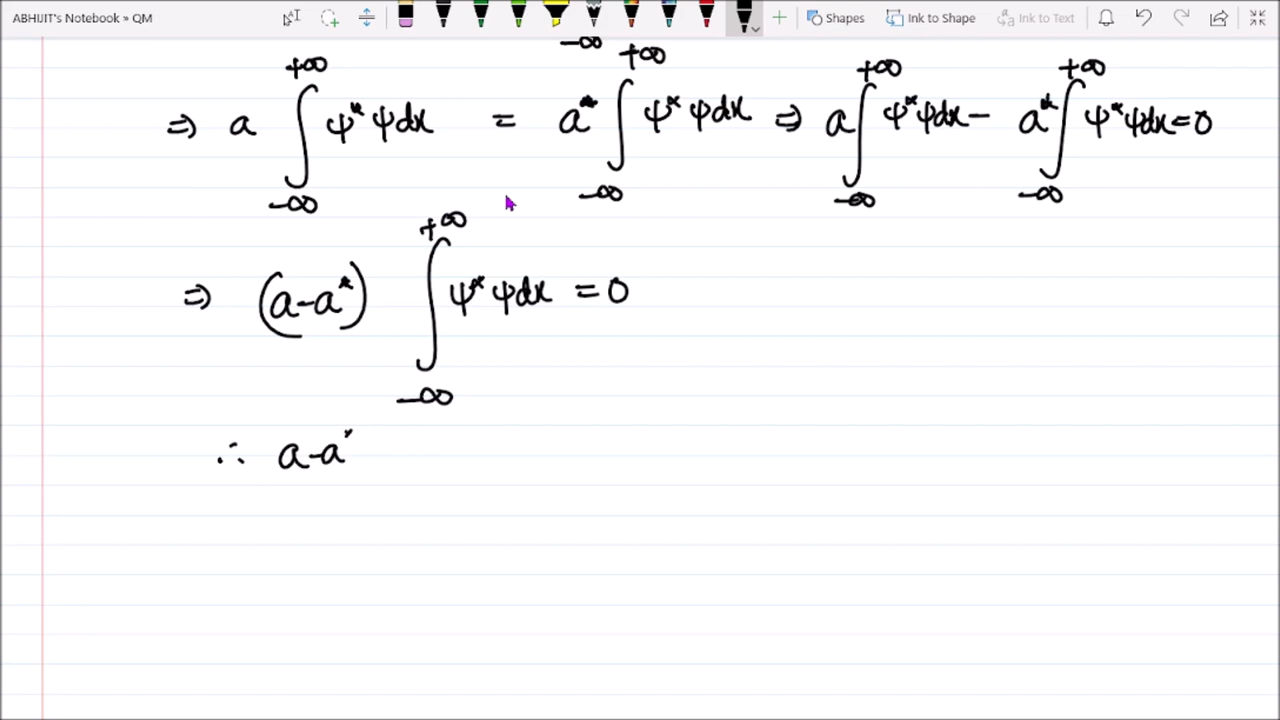 ABHIJIT's Notebook » QM Shapes Ink to Shape Ink to Text
-∞
⇒ a ∫_{-∞}^{+∞} ψ* ψ dx = a* ∫_{-∞}^{+∞} ψ* ψ dx ⇒ a ∫_{-∞}^{+∞} ψ* ψ dx - a* ∫_{-∞}^{+∞} ψ* ψ dx = 0
⇒ (a - a*) ∫_{-∞}^{+∞} ψ* ψ dx = 0
∴ a - a*